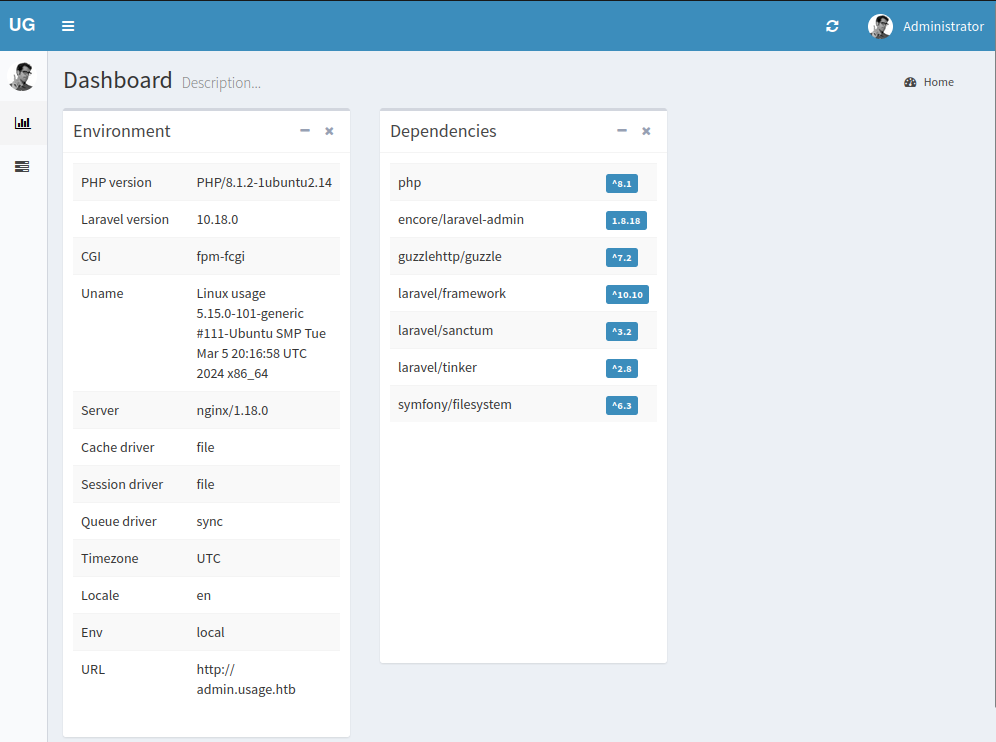 UG
Administrator
Dashboard Description...
Home
Environment
PHP version PHP/8.1.2-1ubuntu2.14
Laravel version 10.18.0
CGI fpm-fcgi
Uname Linux usage
5.15.0-101-generic
#111-Ubuntu SMP Tue
Mar 5 20:16:58 UTC
2024 x86_64
Server nginx/1.18.0
Cache driver file
Session driver file
Queue driver sync
Timezone UTC
Locale en
Env local
URL http://
admin.usage.htb
Dependencies
php ^8.1
encore/laravel-admin 1.8.18
guzzlehttp/guzzle ^7.2
laravel/framework ^10.10
laravel/sanctum ^3.2
laravel/tinker ^2.8
symfony/filesystem ^6.3